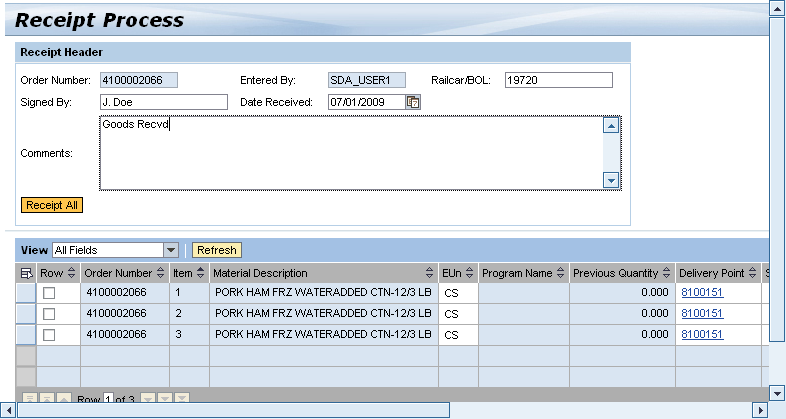 Receipt Process
Receipt Header
Order Number: 4100002066 Entered By: SDA_USER1 Railcar/BOL: 19720
Signed By: J. Doe Date Received: 07/01/2009
Goods Recvd
Comments:
Receipt All
View All Fields Refresh
Row Order Number Item Material Description EUn Program Name Previous Quantity Delivery Point S
4100002066 1 PORK HAM FRZ WATERADDED CTN-12/3 LB CS 0.000 8100151
4100002066 2 PORK HAM FRZ WATERADDED CTN-12/3 LB CS 0.000 8100151
4100002066 3 PORK HAM FRZ WATERADDED CTN-12/3 LB CS 0.000 8100151
Row 1 of 3